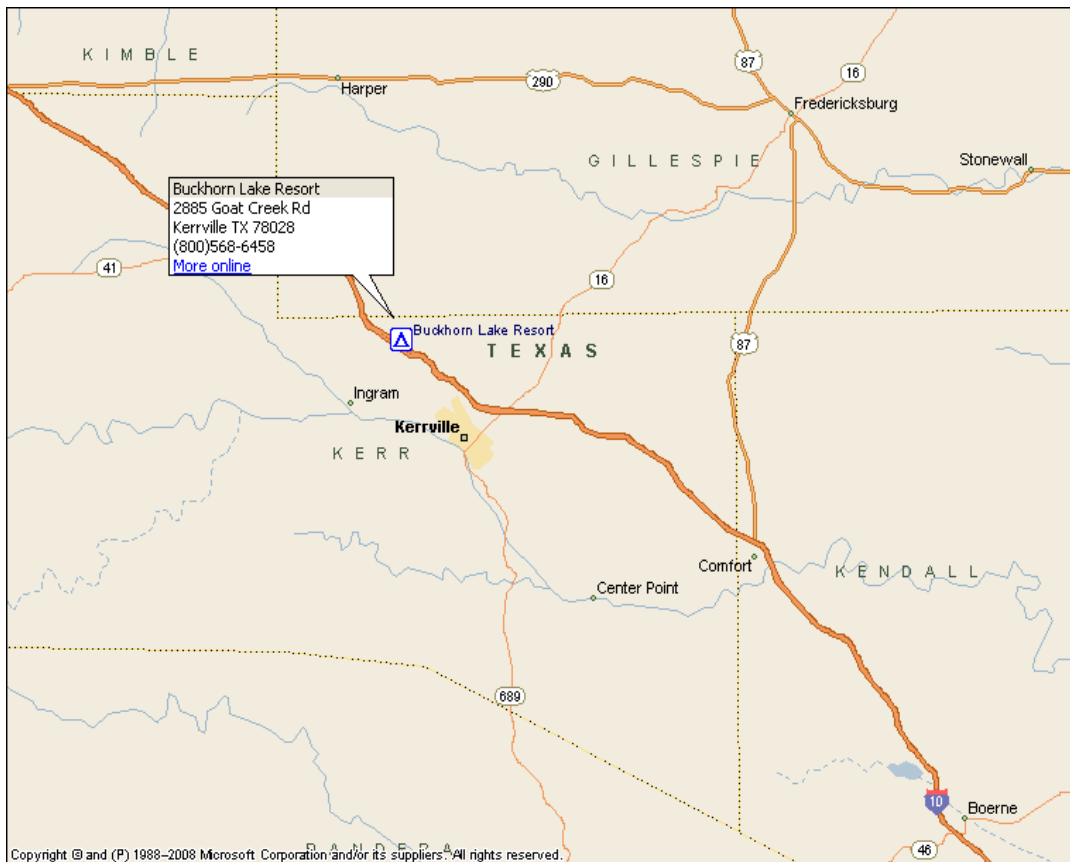 KIMBLE
87
16
Harper
290
Fredericksburg
GILLESPIE
Stonewall
Buckhorn Lake Resort
2885 Goat Creek Rd
Kerrville TX 78028
(800)568-6458
More online
41
16
Buckhorn Lake Resort
TEXAS
87
Ingram
Kerrville
KERR
Comfort
KENDALL
Center Point
689
10
Boerne
BANDERA
46
Copyright © and (P) 1988–2008 Microsoft Corporation and/or its suppliers. All rights reserved.